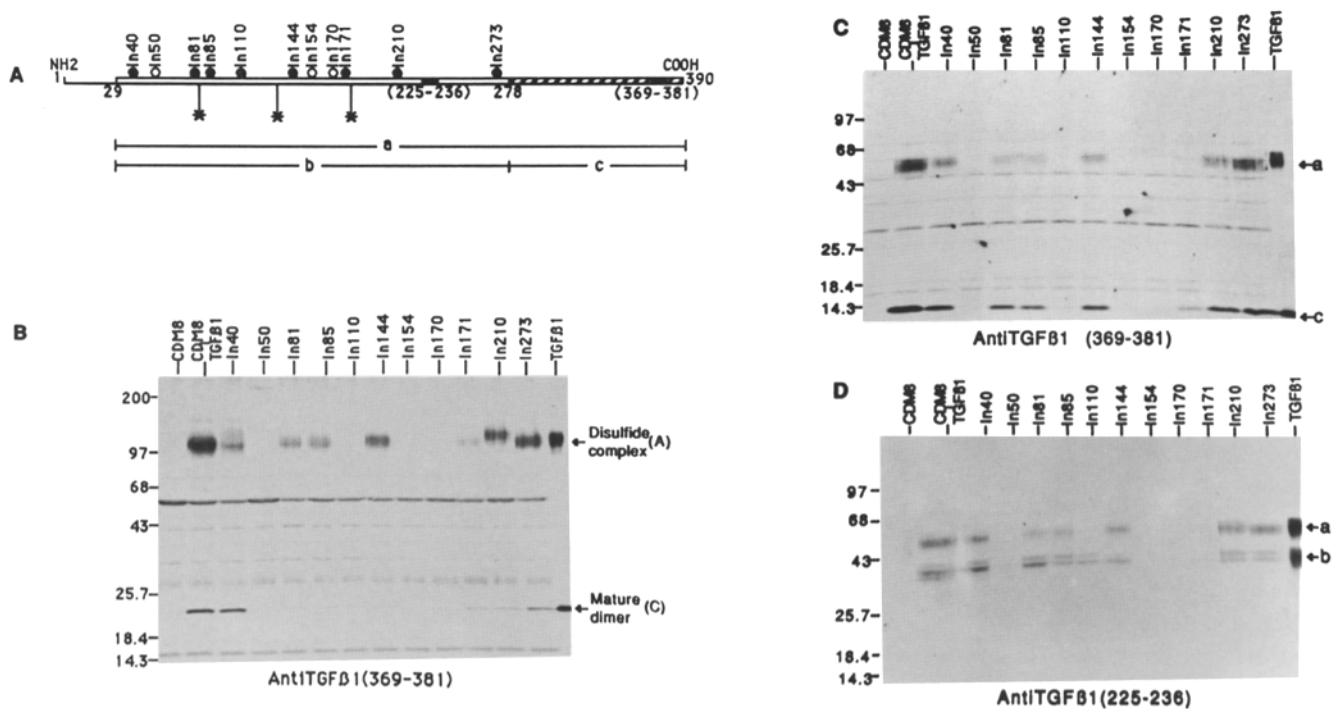 A
NH2
1
In40
In50
In81
In85
In110
In144
In154
In170
In171
In210
In273
COOH
390
29
(225-236)
278
(369-381)
*
*
*
a
b
c
B
CDM8
CDM8 TGFβ1
In40
In50
In81
In85
In110
In144
In154
In170
In171
In210
In273
TGFβ1
200
97
68
43
25.7
18.4
14.3
Disulfide (A)
complex
Mature (C)
dimer
AntiTGFβ1(369-381)
C
CDM8
CDM8 TGFβ1
In40
In50
In81
In85
In110
In144
In154
In170
In171
In210
In273
TGFβ1
97
68
43
25.7
18.4
14.3
a
c
AntiTGFβ1 (369-381)
D
CDM8
CDM8 TGFβ1
In40
In50
In81
In85
In110
In144
In154
In170
In171
In210
In273
TGFβ1
97
68
43
25.7
18.4
14.3
a
b
AntiTGFβ1(225-236)